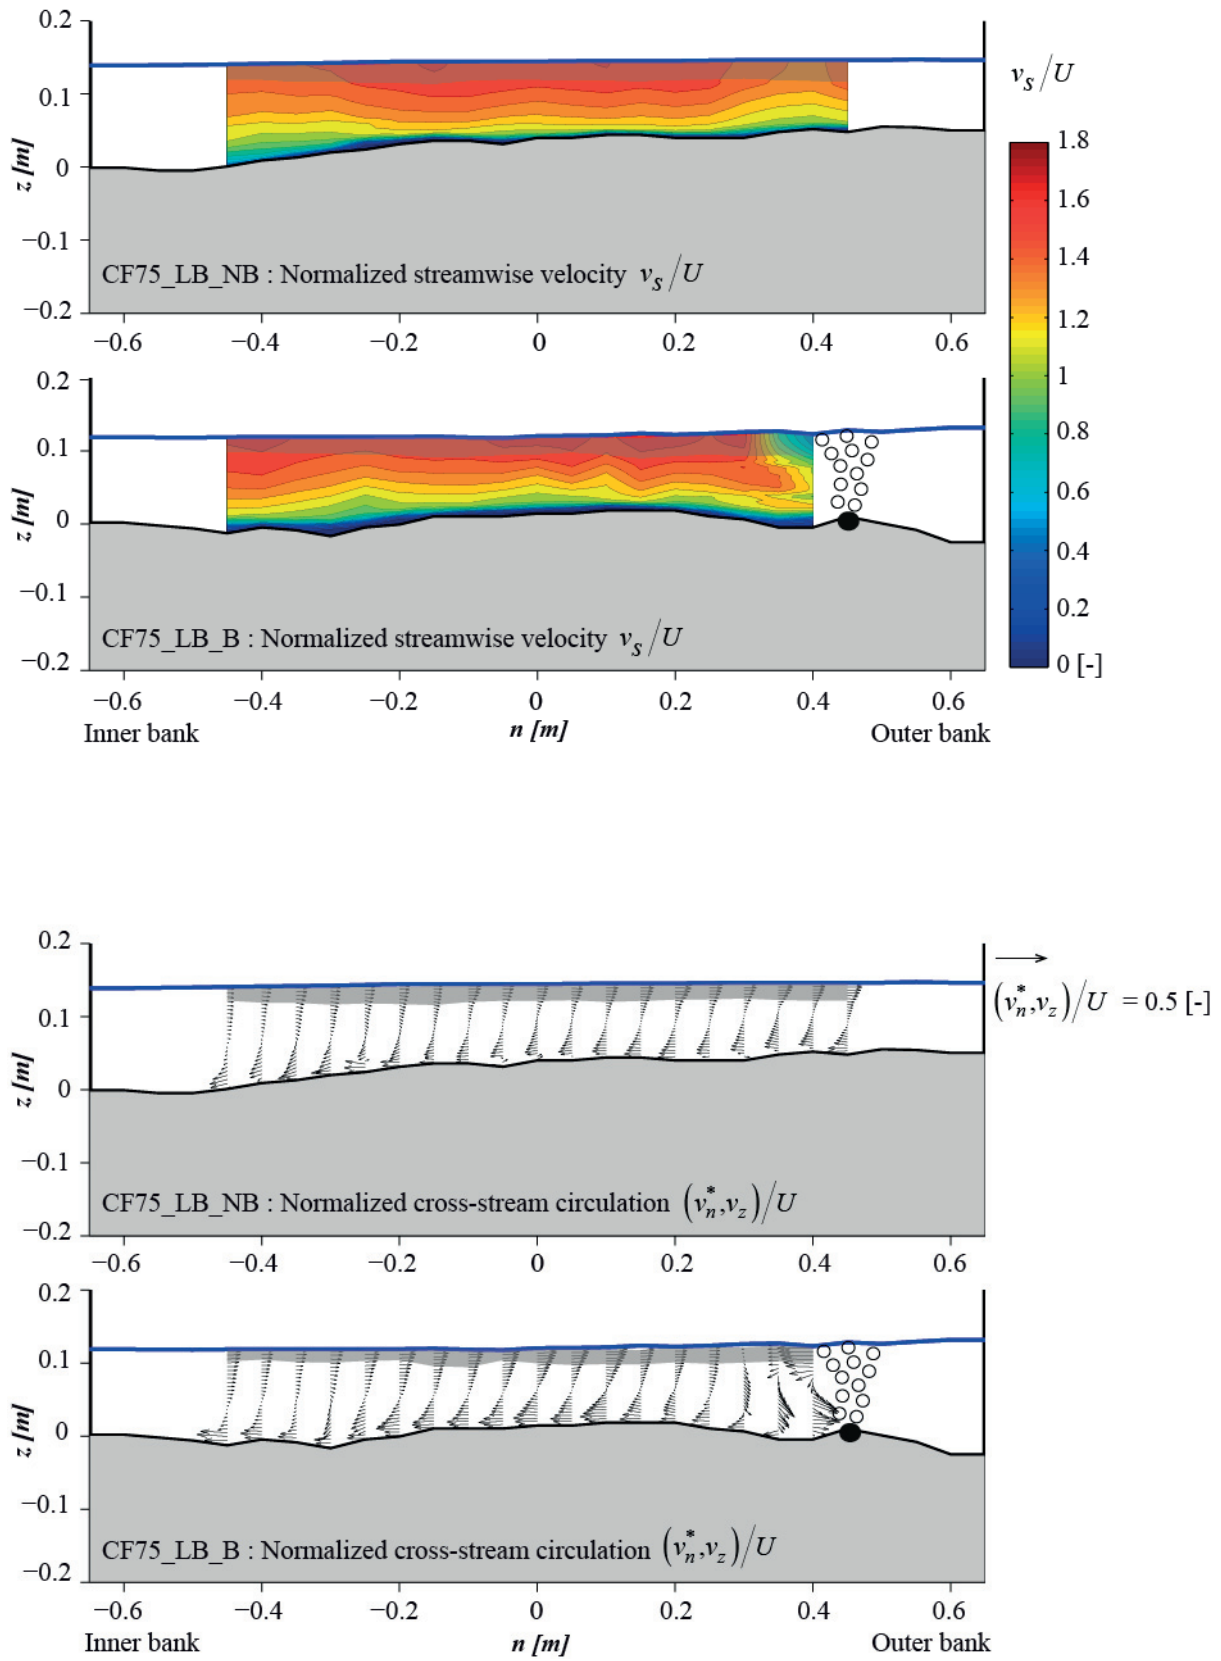 0.2
0.1
0
−0.1
−0.2
z [m]
CF75_LB_NB : Normalized streamwise velocity v_s/U
−0.6 −0.4 −0.2 0 0.2 0.4 0.6
v_s/U
1.8
1.6
1.4
1.2
1
0.8
0.6
0.4
0.2
0 [-]
0.2
0.1
0
−0.1
−0.2
z [m]
CF75_LB_B : Normalized streamwise velocity v_s/U
−0.6 −0.4 −0.2 0 0.2 0.4 0.6
Inner bank n [m] Outer bank
0.2
0.1
0
−0.1
−0.2
z [m]
(v_n^*,v_z)/U = 0.5 [-]
CF75_LB_NB : Normalized cross-stream circulation (v_n^*,v_z)/U
−0.6 −0.4 −0.2 0 0.2 0.4 0.6
0.2
0.1
0
−0.1
−0.2
z [m]
CF75_LB_B : Normalized cross-stream circulation (v_n^*,v_z)/U
−0.6 −0.4 −0.2 0 0.2 0.4 0.6
Inner bank n [m] Outer bank